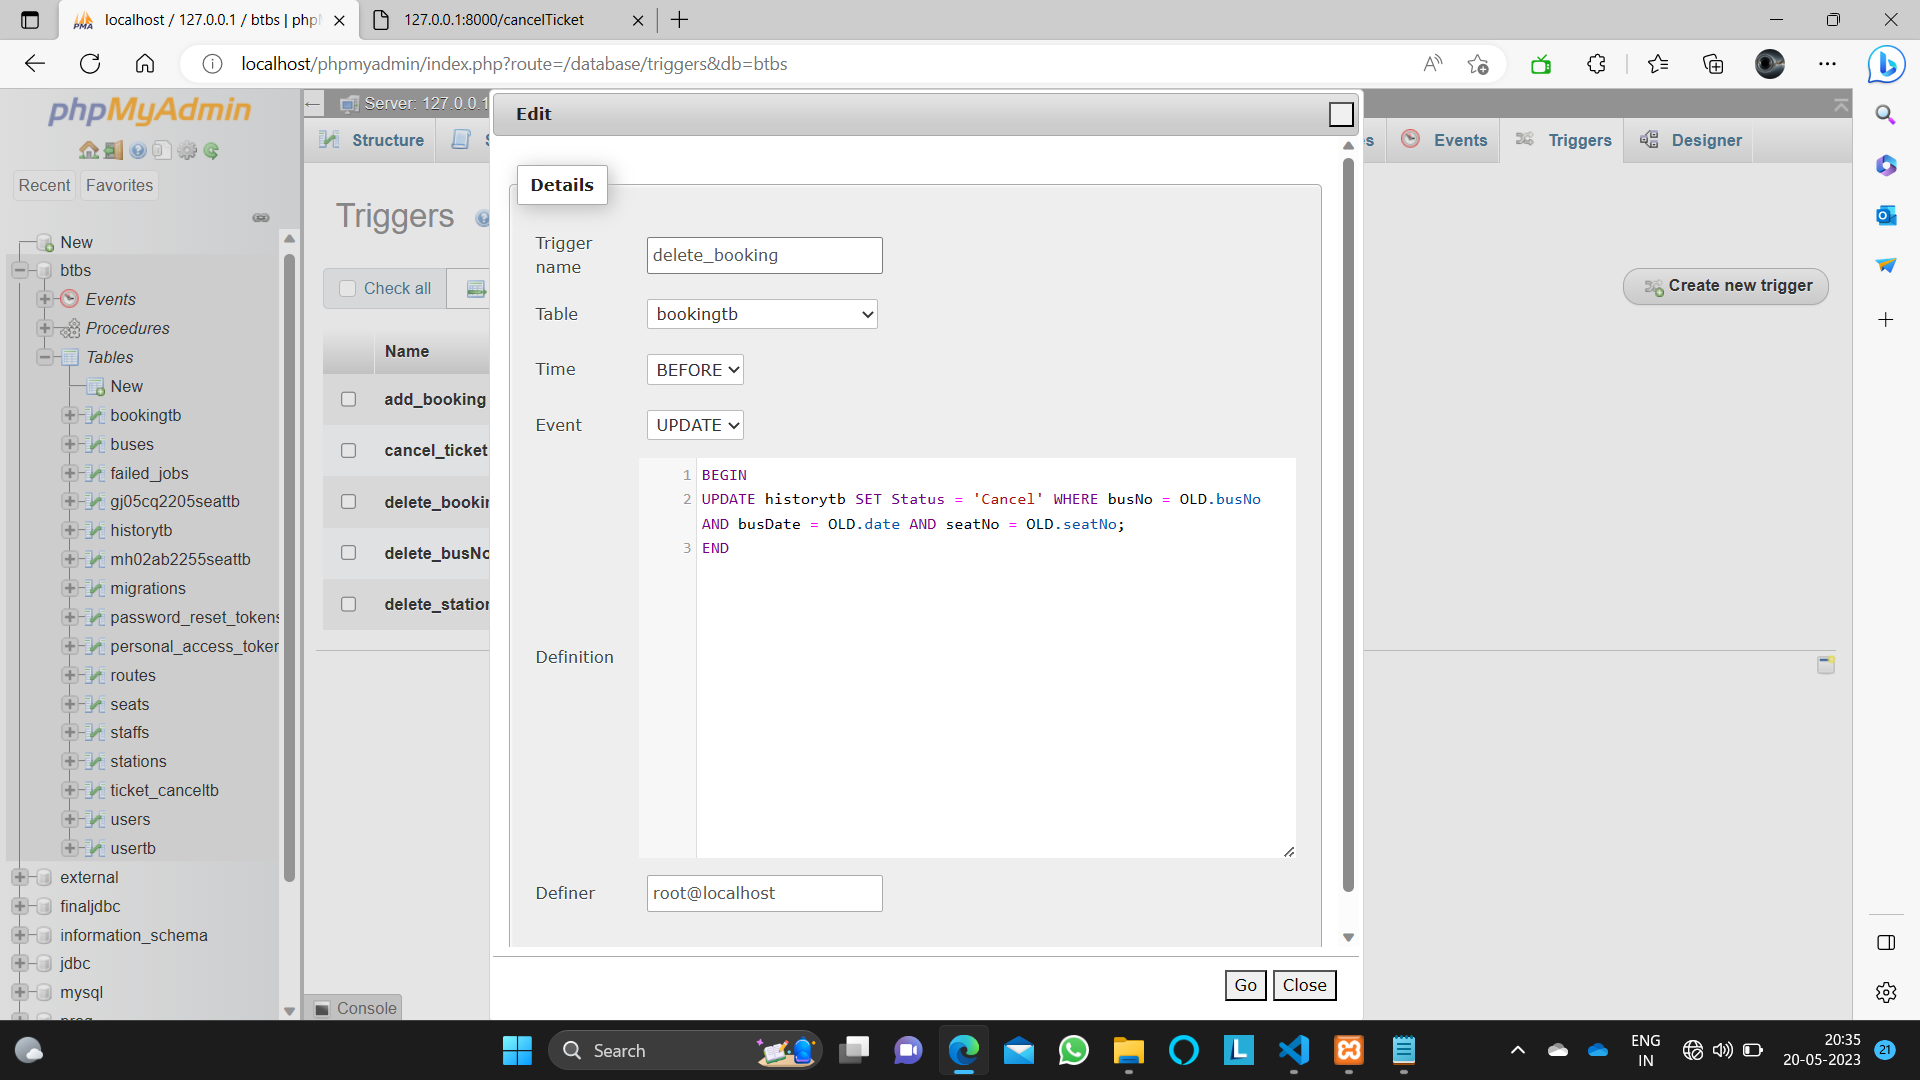 localhost / 127.0.0.1 / btbs | phpM
127.0.0.1:8000/cancelTicket
localhost/phpmyadmin/index.php?route=/database/triggers&db=btbs
phpMyAdmin
Recent
Favorites
New
btbs
Events
Procedures
Tables
New
bookingtb
buses
failed_jobs
gj05cq2205seattb
historytb
mh02ab2255seattb
migrations
password_reset_tokens
personal_access_token
routes
seats
staffs
stations
ticket_canceltb
users
usertb
external
finaljdbc
information_schema
jdbc
mysql
Server: 127.0.0.1
Structure
S
s
Events
Triggers
Designer
Triggers
Check all
Create new trigger
Name
add_booking
cancel_ticket
delete_bookin
delete_busNo
delete_station
Console
Edit
Details
Trigger name
delete_booking
Table
bookingtb
Time
BEFORE
Event
UPDATE
Definition
1 BEGIN
2 UPDATE historytb SET Status = 'Cancel' WHERE busNo = OLD.busNo
AND busDate = OLD.date AND seatNo = OLD.seatNo;
3 END
Definer
root@localhost
Go
Close
Search
ENG
IN
20:35
20-05-2023
21